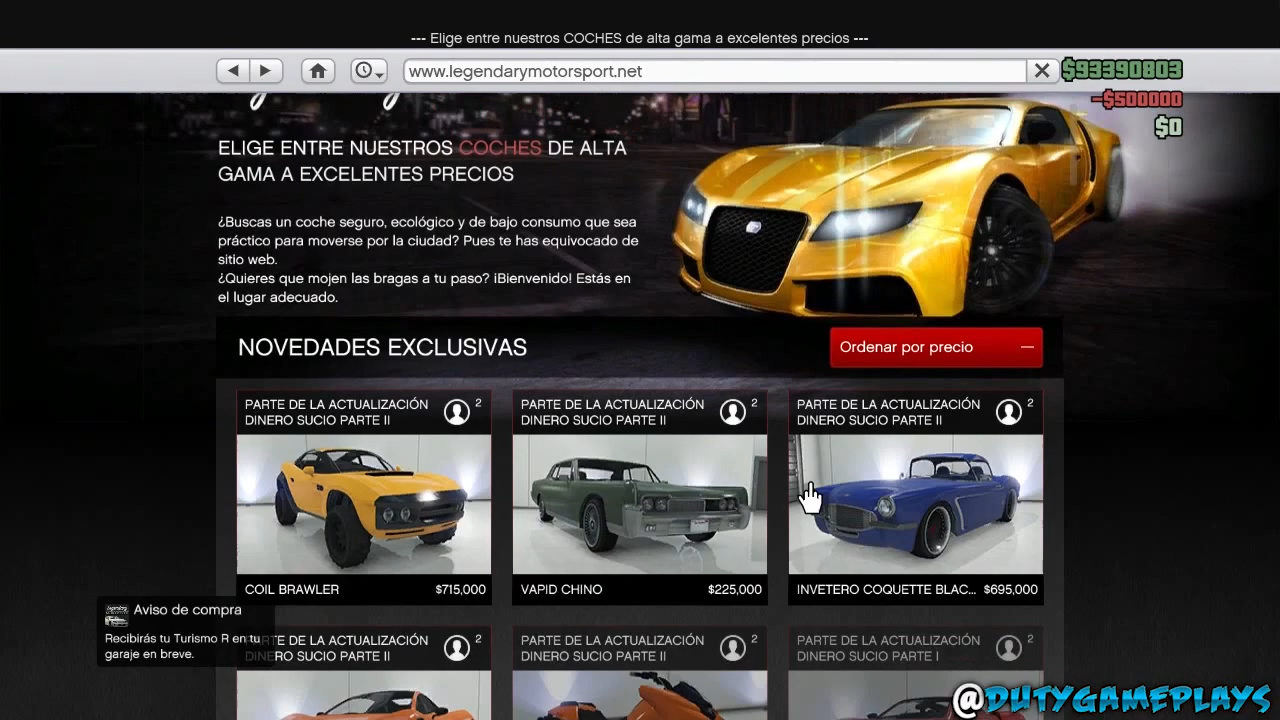 --- Elige entre nuestros COCHES de alta gama a excelentes precios ---
www.legendarymotorsport.net
$93390803
-$500000
$0
ELIGE ENTRE NUESTROS COCHES DE ALTA
GAMA A EXCELENTES PRECIOS
¿Buscas un coche seguro, ecológico y de bajo consumo que sea
práctico para moverse por la ciudad? Pues te has equivocado de
sitio web.
¿Quieres que mojen las bragas a tu paso? ¡Bienvenido! Estás en
el lugar adecuado.
NOVEDADES EXCLUSIVAS
Ordenar por precio
PARTE DE LA ACTUALIZACIÓN
DINERO SUCIO PARTE II
2
PARTE DE LA ACTUALIZACIÓN
DINERO SUCIO PARTE II
2
PARTE DE LA ACTUALIZACIÓN
DINERO SUCIO PARTE II
2
COIL BRAWLER $715,000
VAPID CHINO $225,000
INVETERO COQUETTE BLAC... $695,000
Aviso de compra
Recibirás tu Turismo R en tu
garaje en breve.
PARTE DE LA ACTUALIZACIÓN
DINERO SUCIO PARTE II
2
PARTE DE LA ACTUALIZACIÓN
DINERO SUCIO PARTE II
2
PARTE DE LA ACTUALIZACIÓN
DINERO SUCIO PARTE I
2
@DUTYGAMEPLAYS